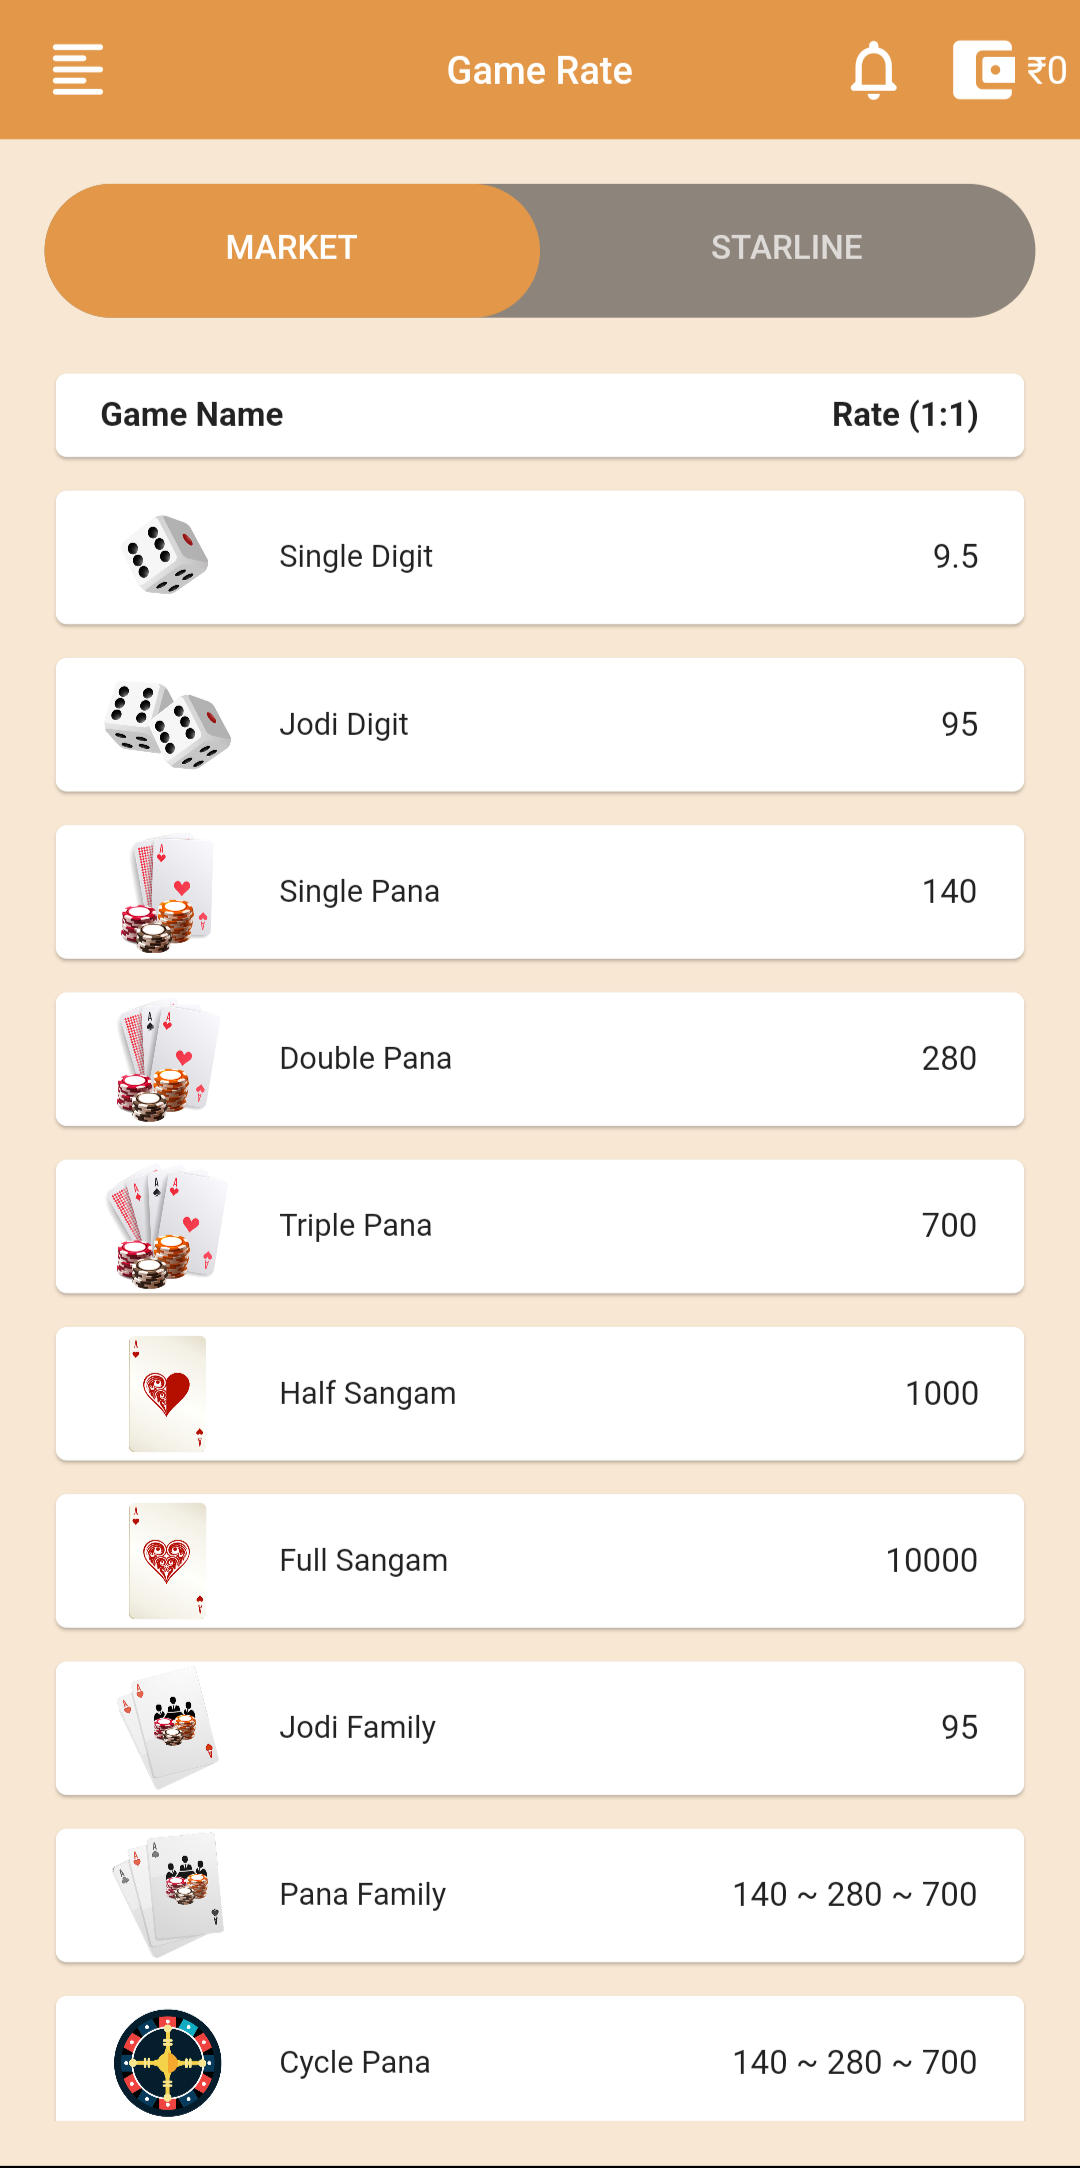 Game Rate
₹0
MARKET
STARLINE
Game Name Rate (1:1)
Single Digit 9.5
Jodi Digit 95
Single Pana 140
Double Pana 280
Triple Pana 700
Half Sangam 1000
Full Sangam 10000
Jodi Family 95
Pana Family 140 ~ 280 ~ 700
Cycle Pana 140 ~ 280 ~ 700